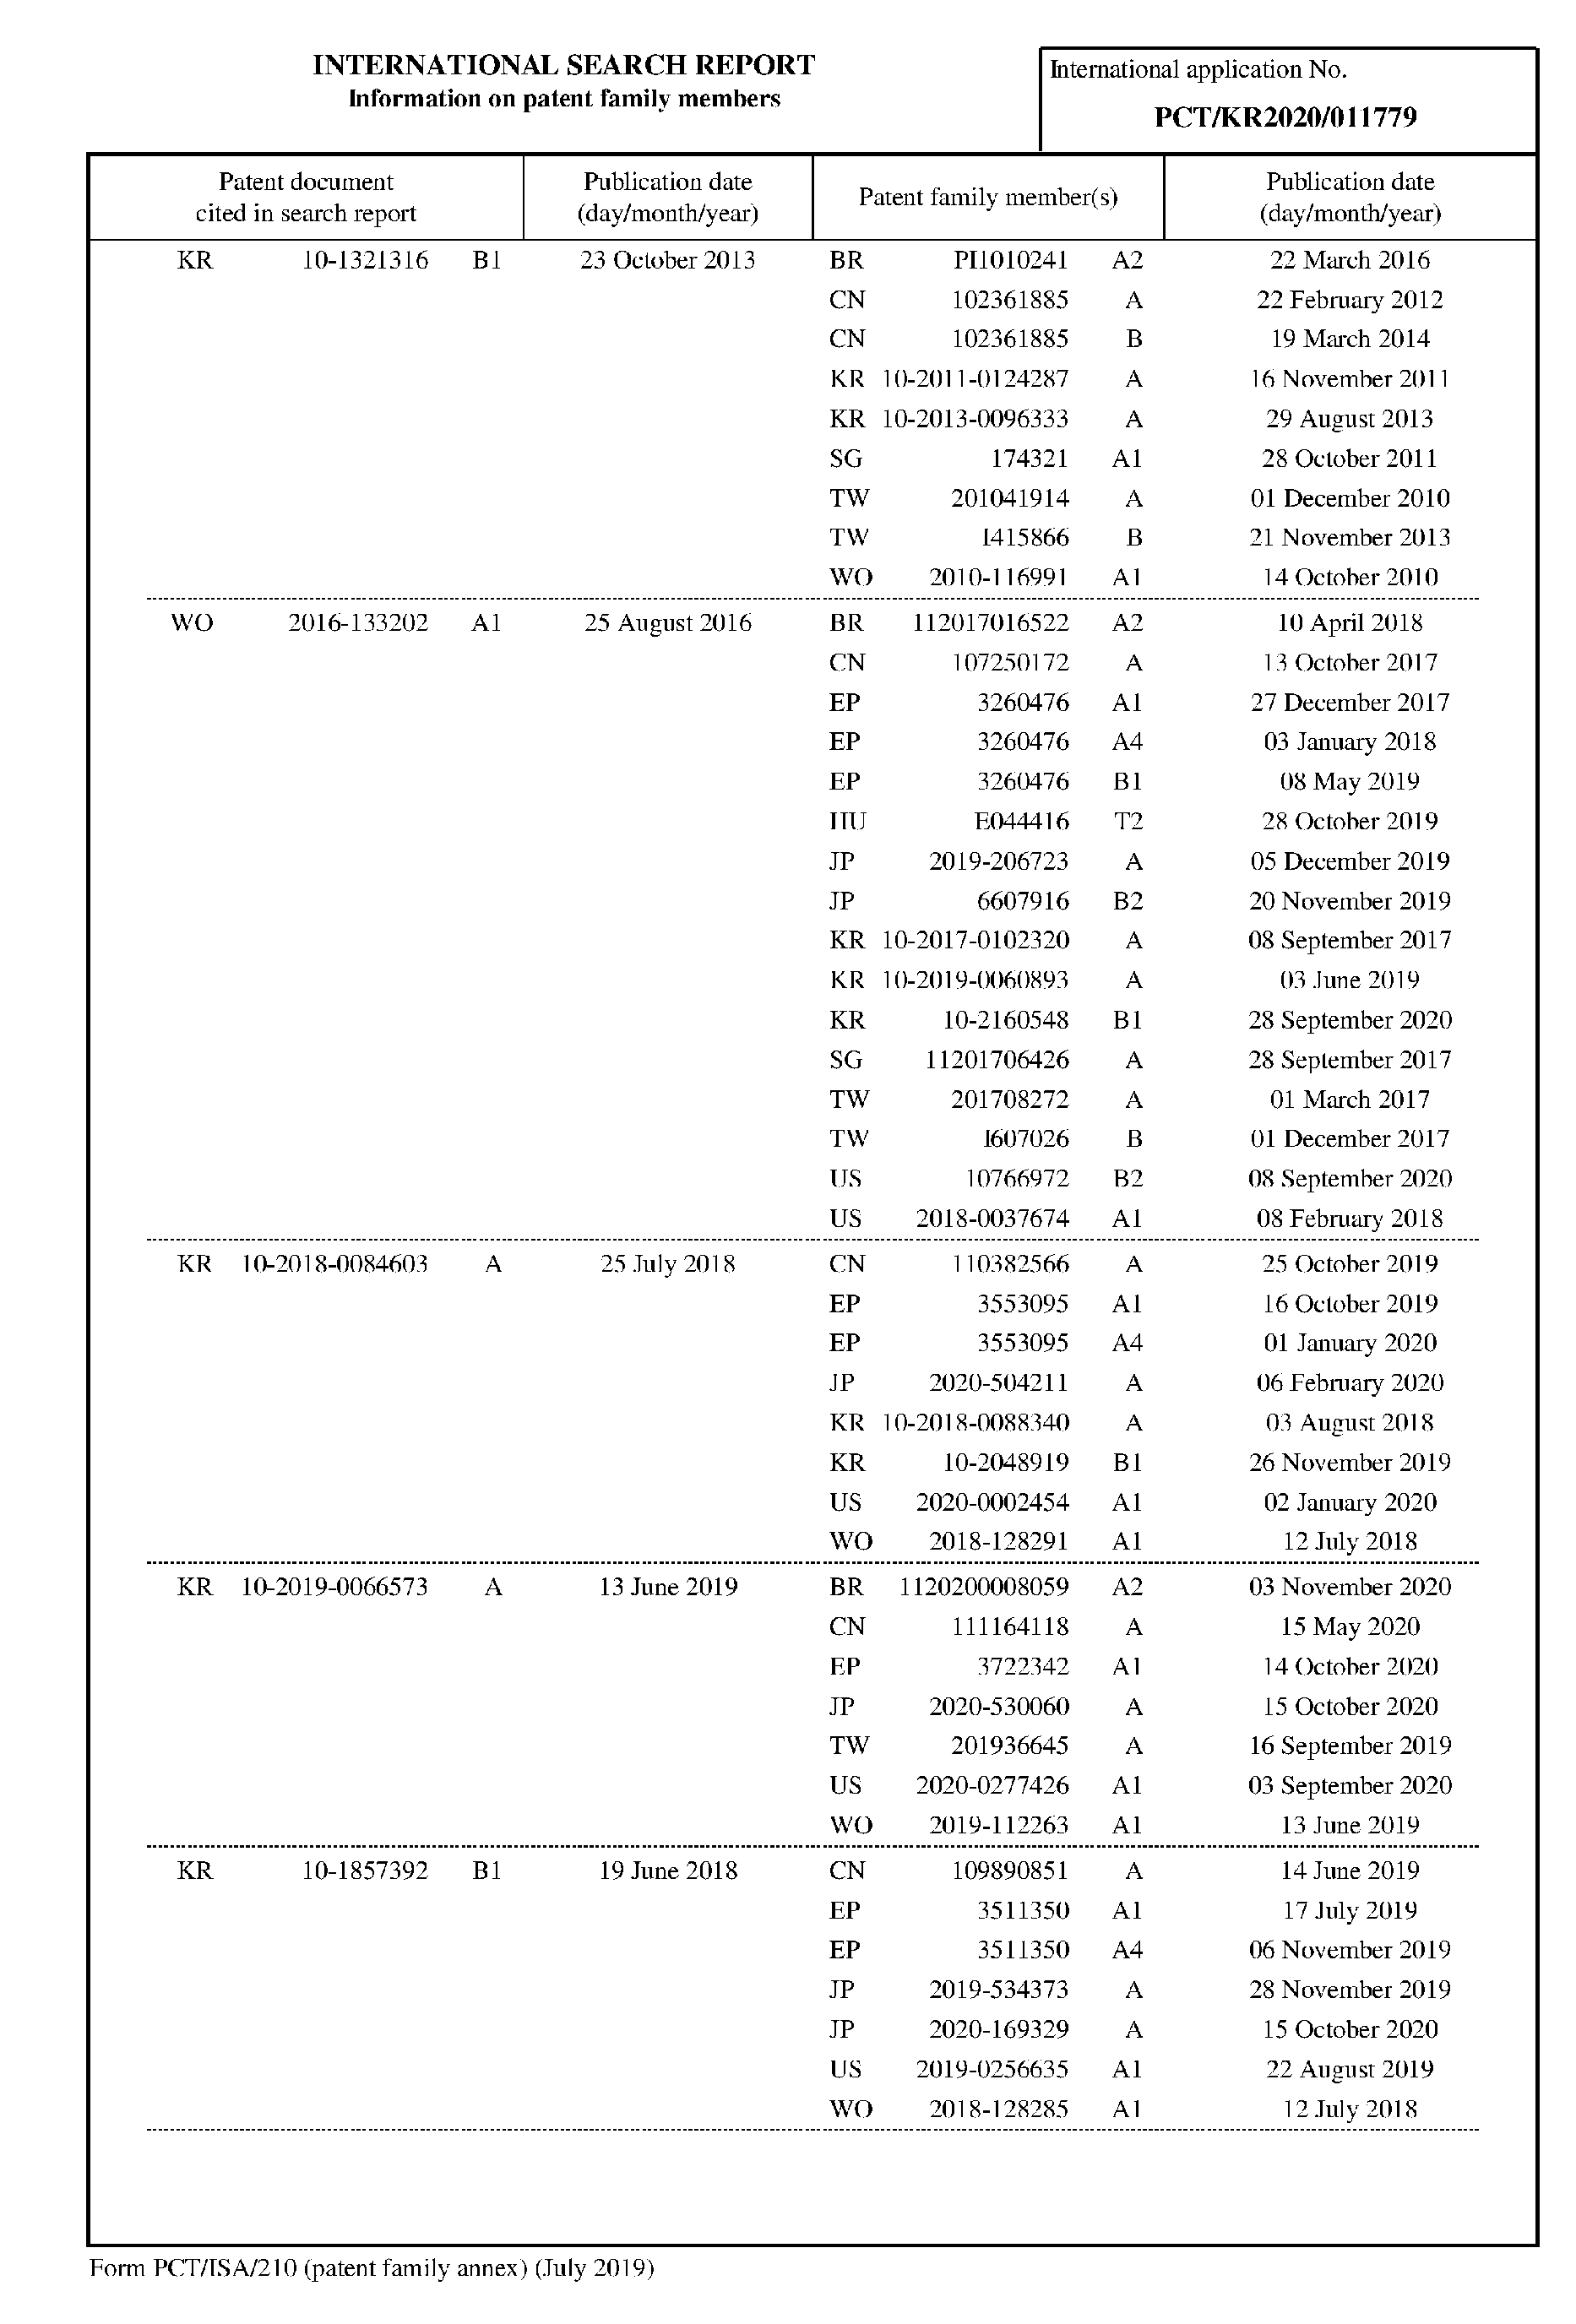 INTERNATIONAL SEARCH REPORT
Information on patent family members
International application No.
PCT/KR2020/011779
Patent document cited in search report
Publication date (day/month/year)
Patent family member(s)
Publication date (day/month/year)
KR 10-1321316 B1 23 October 2013 BR PI1010241 A2 22 March 2016
CN 102361885 A 22 February 2012
CN 102361885 B 19 March 2014
KR 10-2011-0124287 A 16 November 2011
KR 10-2013-0096333 A 29 August 2013
SG 174321 A1 28 October 2011
TW 201041914 A 01 December 2010
TW I415866 B 21 November 2013
WO 2010-116991 A1 14 October 2010
WO 2016-133202 A1 25 August 2016 BR 112017016522 A2 10 April 2018
CN 107250172 A 13 October 2017
EP 3260476 A1 27 December 2017
EP 3260476 A4 03 January 2018
EP 3260476 B1 08 May 2019
HU E044416 T2 28 October 2019
JP 2019-206723 A 05 December 2019
JP 6607916 B2 20 November 2019
KR 10-2017-0102320 A 08 September 2017
KR 10-2019-0060893 A 03 June 2019
KR 10-2160548 B1 28 September 2020
SG 11201706426 A 28 September 2017
TW 201708272 A 01 March 2017
TW I607026 B 01 December 2017
US 10766972 B2 08 September 2020
US 2018-0037674 A1 08 February 2018
KR 10-2018-0084603 A 25 July 2018 CN 110382566 A 25 October 2019
EP 3553095 A1 16 October 2019
EP 3553095 A4 01 January 2020
JP 2020-504211 A 06 February 2020
KR 10-2018-0088340 A 03 August 2018
KR 10-2048919 B1 26 November 2019
US 2020-0002454 A1 02 January 2020
WO 2018-128291 A1 12 July 2018
KR 10-2019-0066573 A 13 June 2019 BR 1120200008059 A2 03 November 2020
CN 111164118 A 15 May 2020
EP 3722342 A1 14 October 2020
JP 2020-530060 A 15 October 2020
TW 201936645 A 16 September 2019
US 2020-0277426 A1 03 September 2020
WO 2019-112263 A1 13 June 2019
KR 10-1857392 B1 19 June 2018 CN 109890851 A 14 June 2019
EP 3511350 A1 17 July 2019
EP 3511350 A4 06 November 2019
JP 2019-534373 A 28 November 2019
JP 2020-169329 A 15 October 2020
US 2019-0256635 A1 22 August 2019
WO 2018-128285 A1 12 July 2018
Form PCT/ISA/210 (patent family annex) (July 2019)